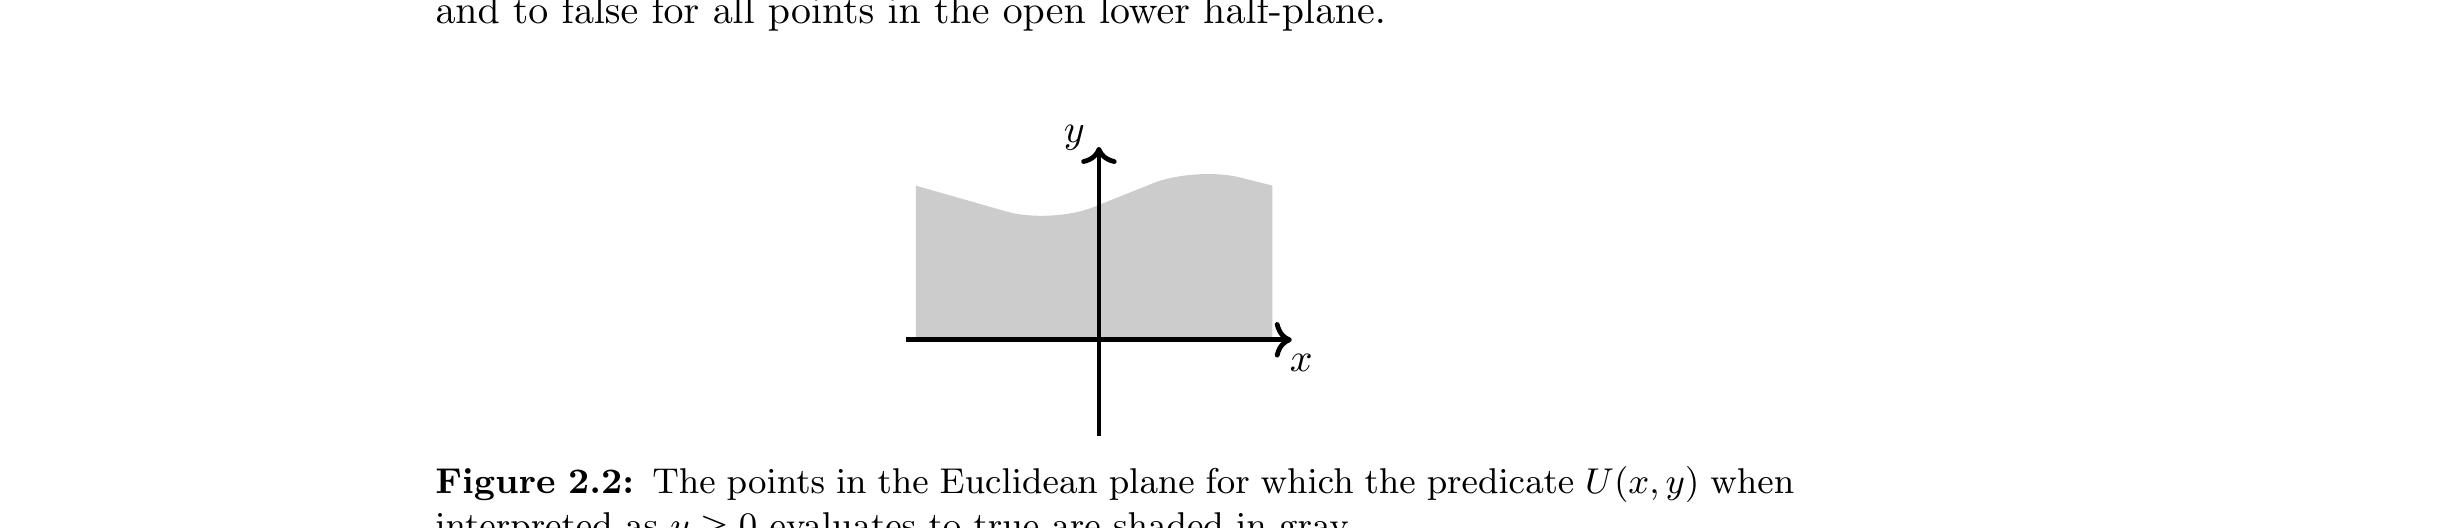 and to false for all points in the open lower half-plane.
y
x
Figure 2.2: The points in the Euclidean plane for which the predicate U(x, y) when
interpreted as y ≥ 0 evaluates to true are shaded in gray.